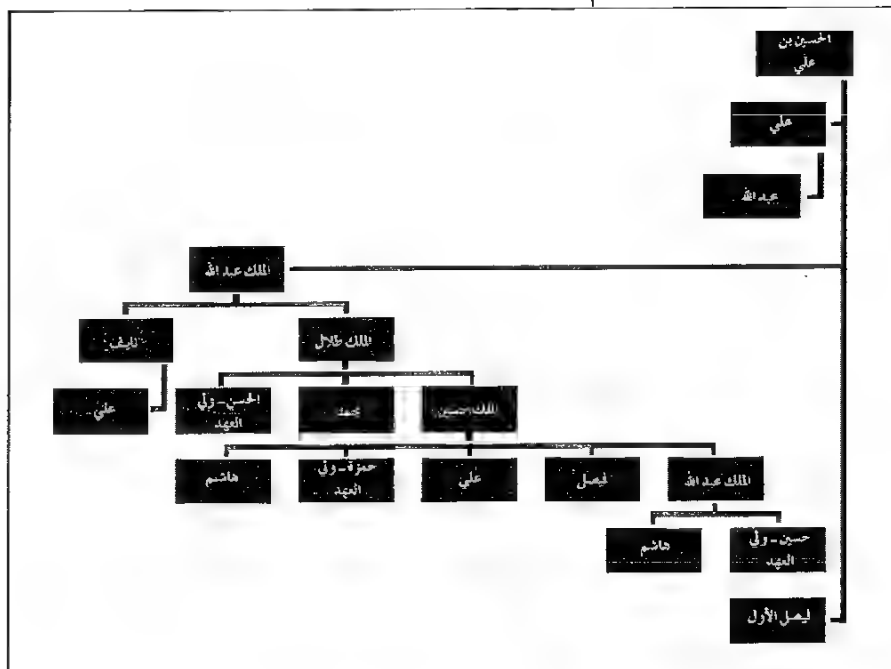 الحسين بن
علي
علي
عبد الله
الملك عبد الله
نايف
الملك طلال
علي
الحسن - ولي
العهد
محمد
الملك حسين
هاشم
حمزة - ولي
العهد
علي
فيصل
الملك عبد الله
هاشم
حسين - ولي
العهد
فيصل الأول